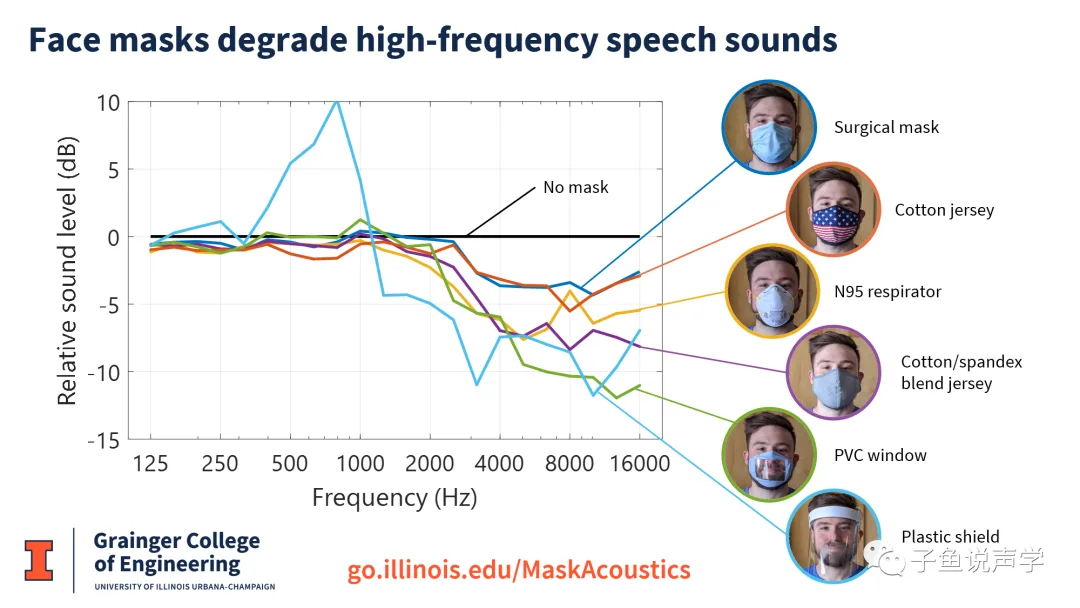 Face masks degrade high-frequency speech sounds
Relative sound level (dB)
10
5
0
-5
-10
-15
125
250
500
1000
2000
4000
8000
16000
Frequency (Hz)
No mask
Surgical mask
Cotton jersey
N95 respirator
Cotton/spandex
blend jersey
PVC window
Plastic shield
子鱼说声学
I
Grainger College
of Engineering
UNIVERSITY OF ILLINOIS URBANA-CHAMPAIGN
go.illinois.edu/MaskAcoustics